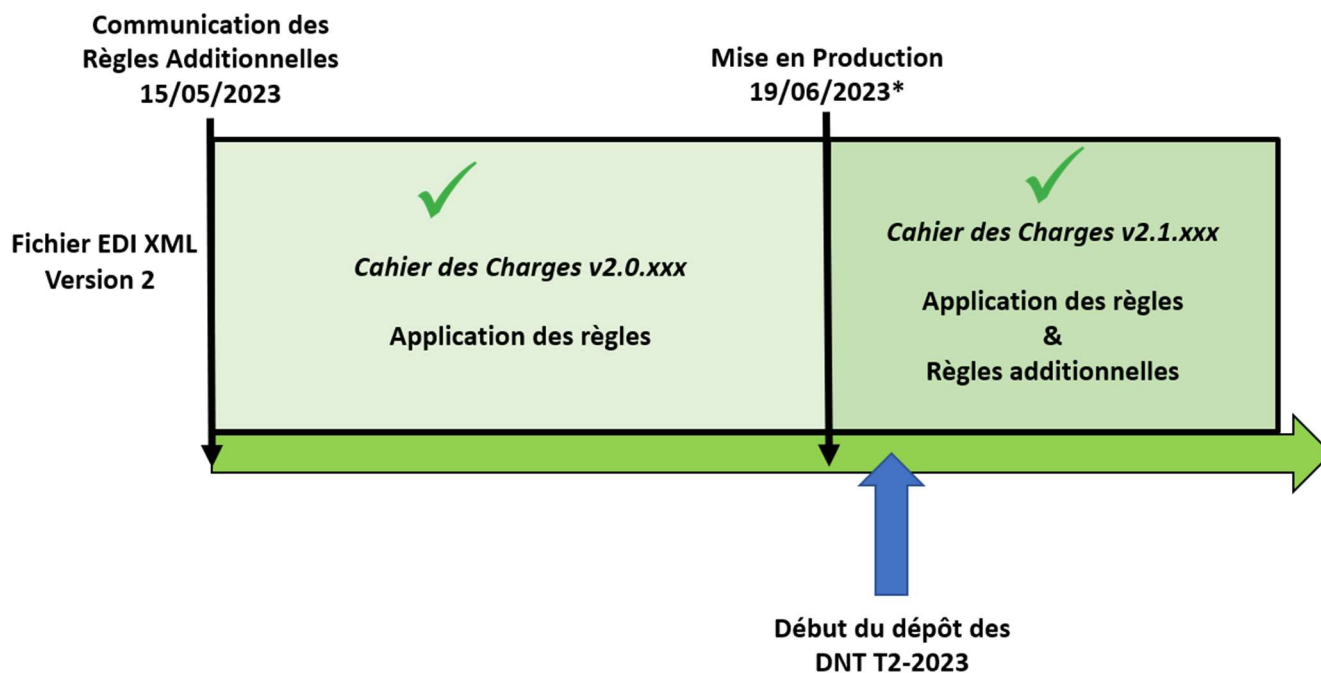 Communication des
Règles Additionnelles
15/05/2023
Mise en Production
19/06/2023*
Fichier EDI XML
Version 2
Cahier des Charges v2.0.xxx
Application des règles
Cahier des Charges v2.1.xxx
Application des règles
&
Règles additionnelles
Début du dépôt des
DNT T2-2023